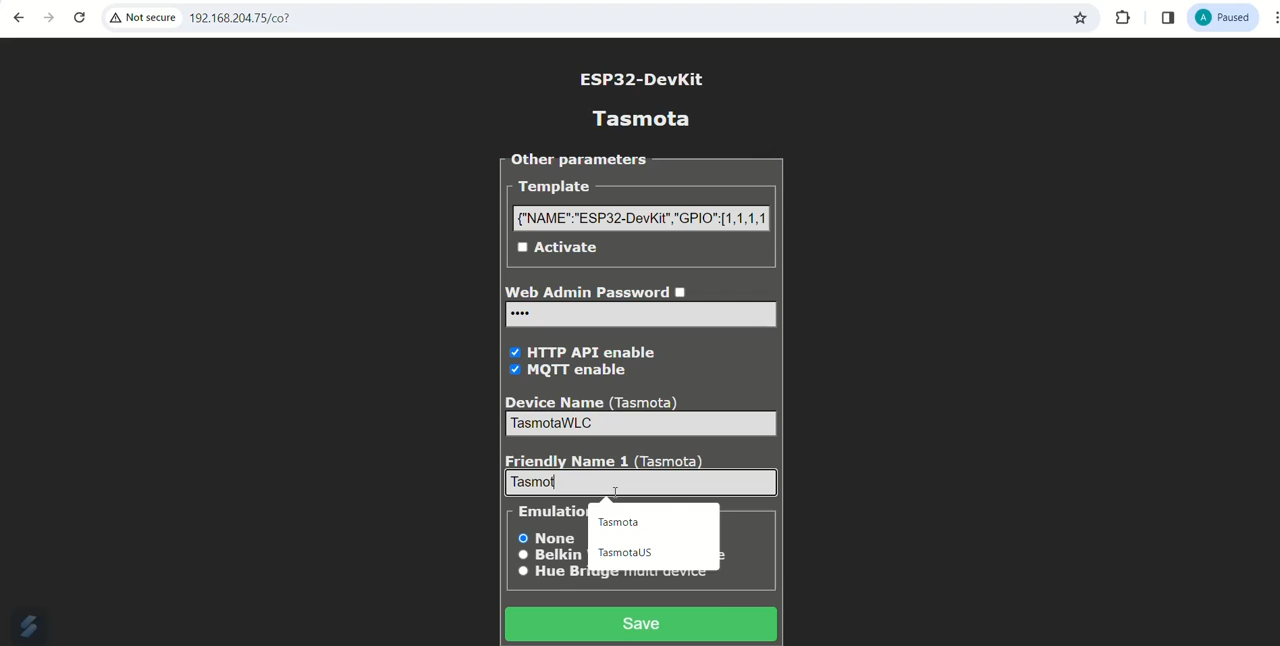 Not secure 192.168.204.75/co?
A Paused
ESP32-DevKit
Tasmota
Other parameters
Template
{"NAME":"ESP32-DevKit","GPIO":[1,1,1,1
Activate
Web Admin Password
••••
HTTP API enable
MQTT enable
Device Name (Tasmota)
TasmotaWLC
Friendly Name 1 (Tasmota)
Tasmot
Tasmota
TasmotaUS
None
Belkin
Hue Bridge multi device
Save